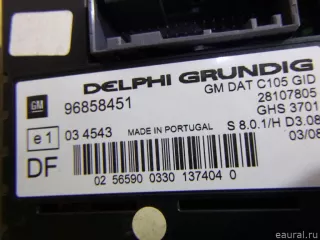 DELPHI GRUNDIG
GM
96858451
GM DAT C105 GID
28107805
GHS 3701
e1
03 4543
MADE IN PORTUGAL
S 8.0.1/H D3.08
03/08
DF
02 56590 0330 137404 0
eaural.ru